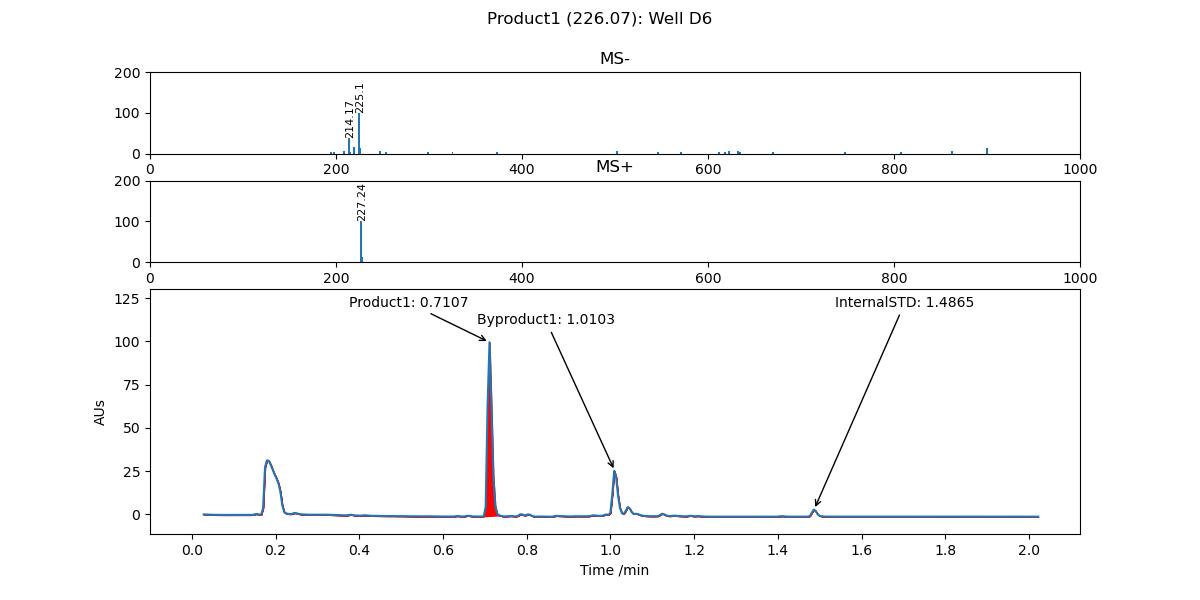 Product1 (226.07): Well D6
MS-
200
100
0
214.17
225.1
0 200 400 600 800 1000
MS+
200
100
0
227.24
0 200 400 600 800 1000
125
100
75
50
25
0
AUs
Product1: 0.7107
Byproduct1: 1.0103
InternalSTD: 1.4865
0.0 0.2 0.4 0.6 0.8 1.0 1.2 1.4 1.6 1.8 2.0
Time /min